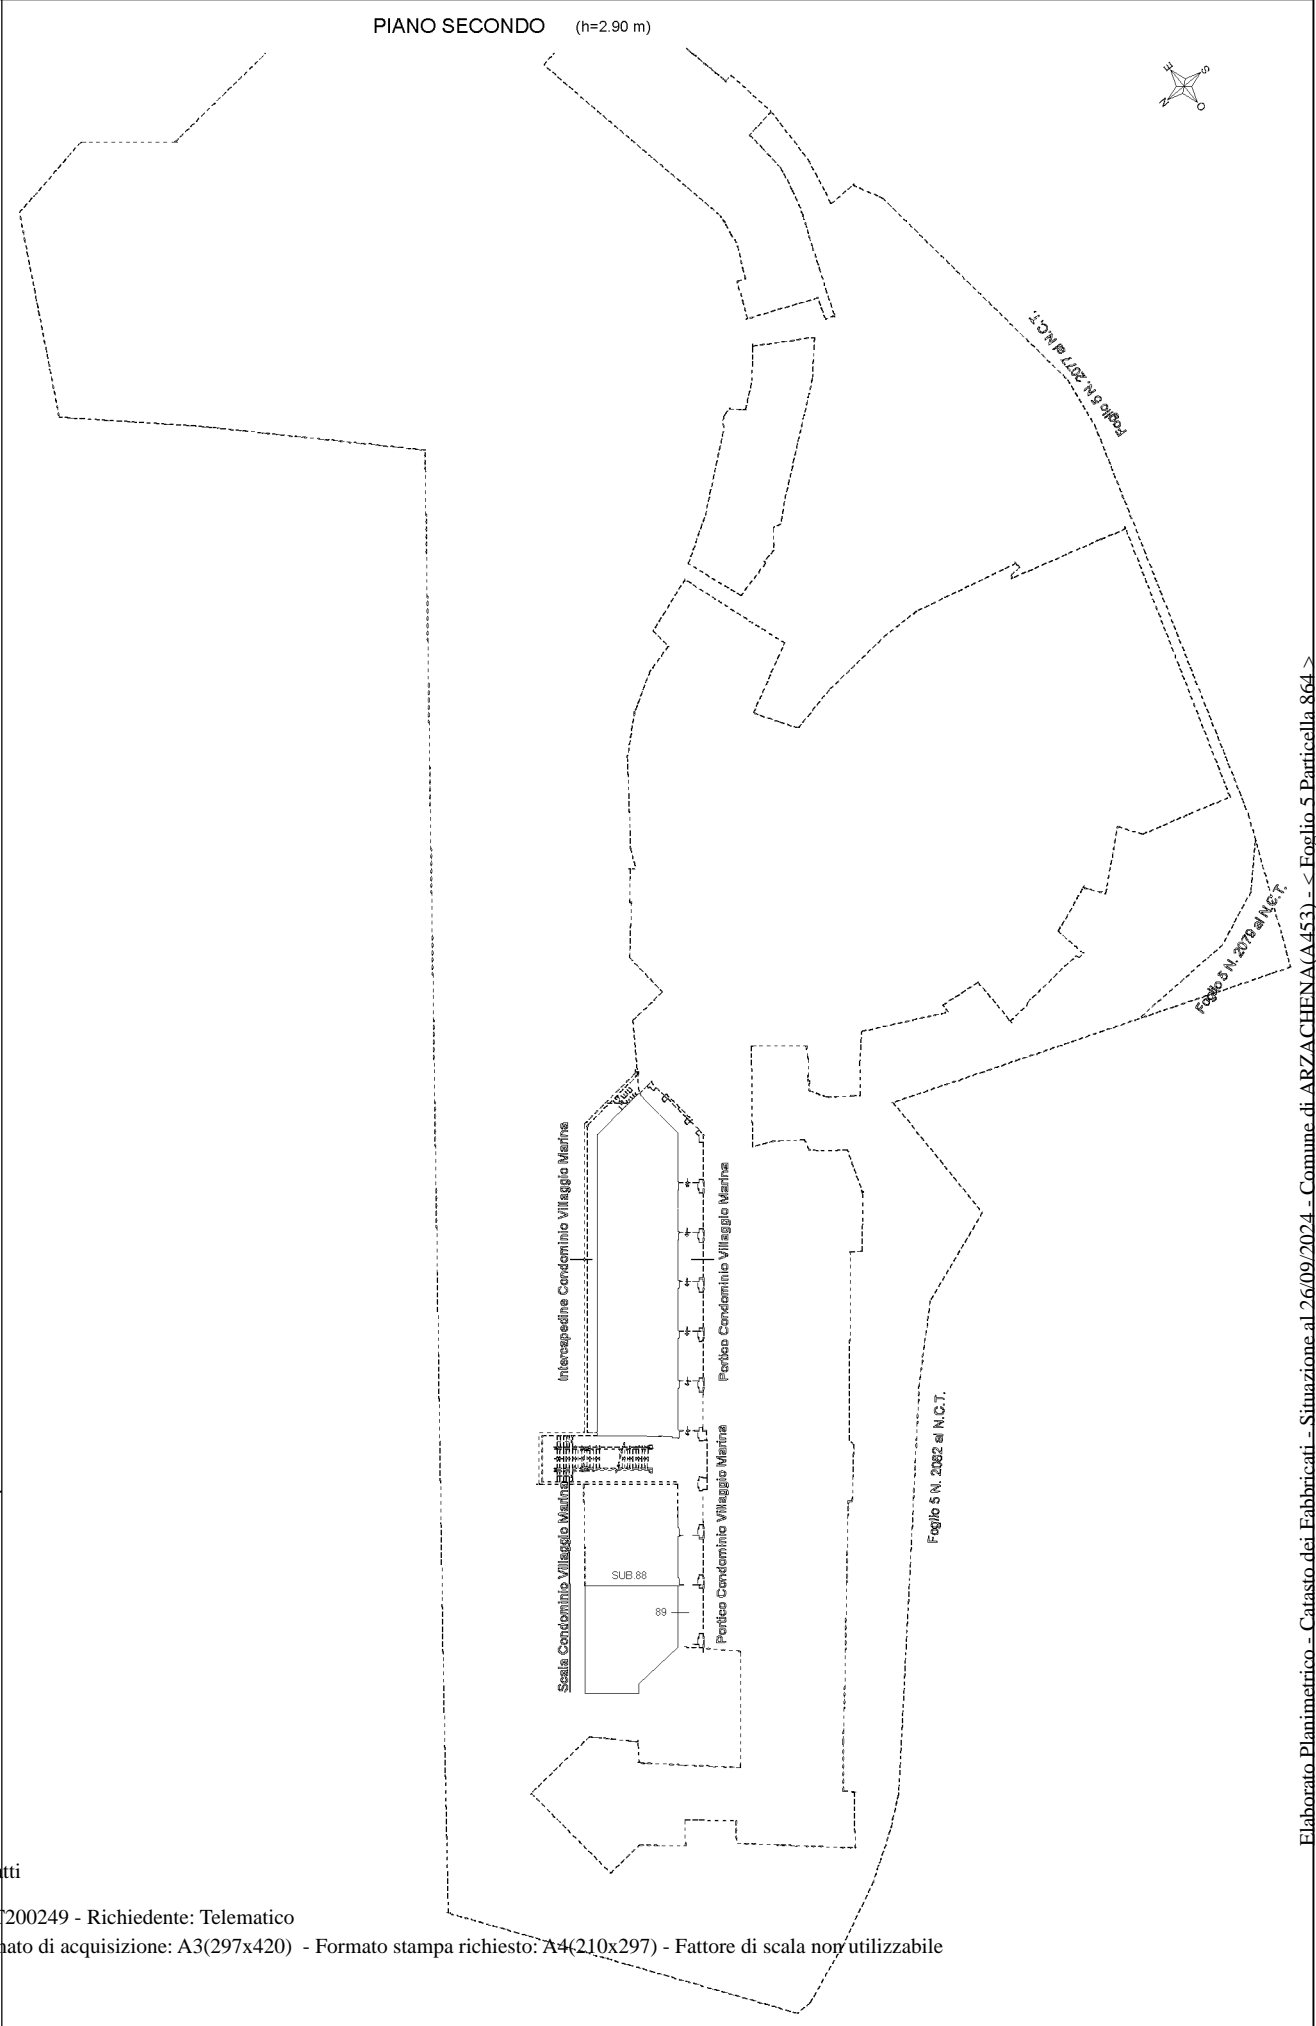 PIANO SECONDO (h=2.90 m)
E
S
N
O
Foglio 5 N. 2077 al N.C.T.
Foglio 5 N. 2079 al N.C.T.
Intercapedine Condominio Villaggio Marina
Portico Condominio Villaggio Marina
Portico Condominio Villaggio Marina
Scala Condominio Villaggio Marina
Foglio 5 N. 2082 al N.C.T.
SUB.88
89
Elaborato Planimetrico - Catasto dei Fabbricati - Situazione al 26/09/2024 - Comune di ARZACHENA(A453) - < Foglio 5 Particella 864 >
tti
T200249 - Richiedente: Telematico
mato di acquisizione: A3(297x420) - Formato stampa richiesto: A4(210x297) - Fattore di scala non utilizzabile